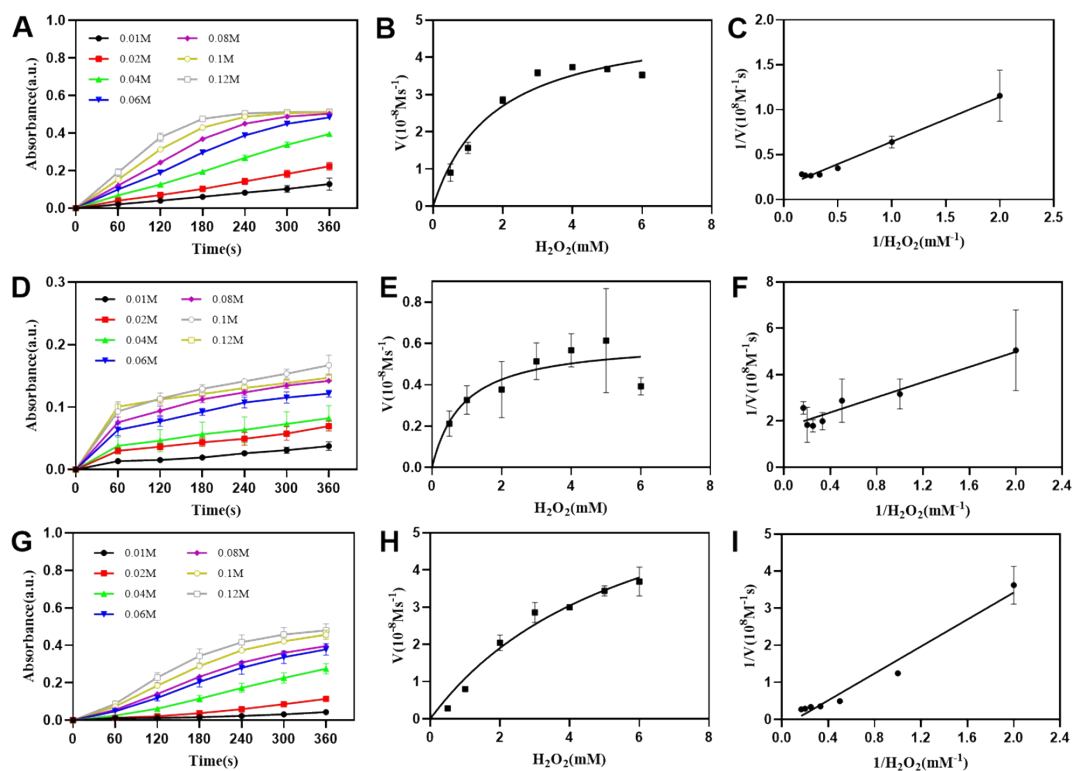 A
0.01M
0.08M
0.02M
0.1M
0.04M
0.12M
0.06M
Absorbance(a.u.)
1.0
0.8
0.6
0.4
0.2
0.0
0 60 120 180 240 300 360
Time(s)
B
V(10⁻⁸Ms⁻¹)
5
4
3
2
1
0
0 2 4 6 8
H₂O₂(mM)
C
1/V(10⁸M⁻¹s)
2.0
1.5
1.0
0.5
0.0
0.0 0.5 1.0 1.5 2.0 2.5
1/H₂O₂(mM⁻¹)
D
0.01M
0.08M
0.02M
0.1M
0.04M
0.12M
0.06M
Absorbance(a.u.)
0.3
0.2
0.1
0.0
0 60 120 180 240 300 360
Time(s)
E
V(10⁻⁸Ms⁻¹)
0.8
0.6
0.4
0.2
0.0
0 2 4 6 8
H₂O₂(mM)
F
1/V(10⁸M⁻¹s)
8
6
4
2
0
0.0 0.4 0.8 1.2 1.6 2.0 2.4
1/H₂O₂(mM⁻¹)
G
0.01M
0.08M
0.02M
0.1M
0.04M
0.12M
0.06M
Absorbance(a.u.)
1.0
0.8
0.6
0.4
0.2
0.0
0 60 120 180 240 300 360
Time(s)
H
V(10⁻⁸Ms⁻¹)
5
4
3
2
1
0
0 2 4 6 8
H₂O₂(mM)
I
1/V(10⁸M⁻¹s)
5
4
3
2
1
0
0.0 0.4 0.8 1.2 1.6 2.0 2.4
1/H₂O₂(mM⁻¹)